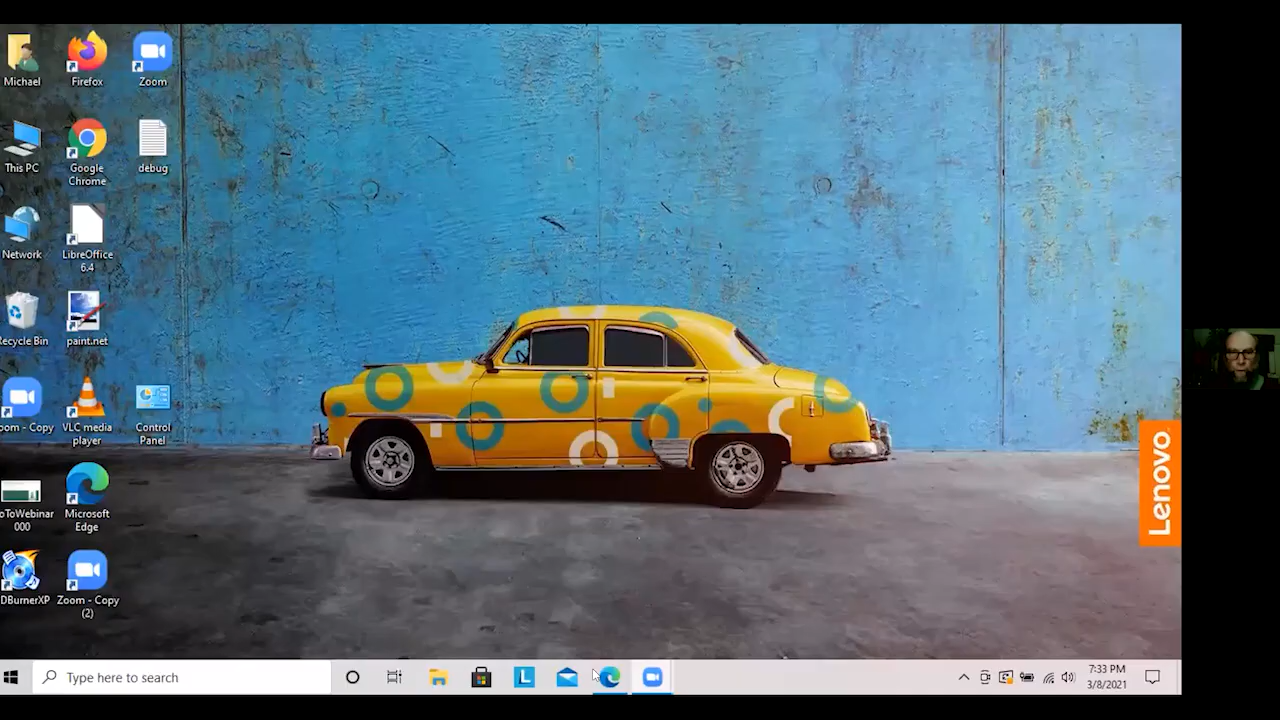 Michael
Firefox
Zoom
This PC
Google
Chrome
debug
Network
LibreOffice
6.4
Recycle Bin
paint.net
oom - Copy
VLC media
player
Control
Panel
oToWebinar
000
Microsoft
Edge
DBurnerXP
Zoom - Copy
(2)
Lenovo
Type here to search
7:33 PM
3/8/2021